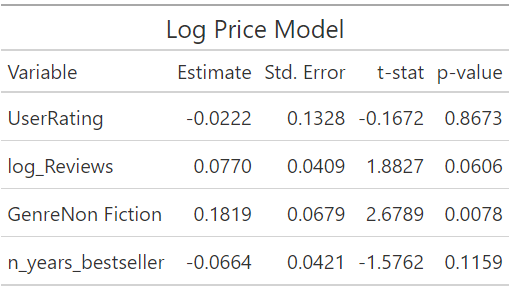 Log Price Model
Variable Estimate Std. Error t-stat p-value
UserRating -0.0222 0.1328 -0.1672 0.8673
log_Reviews 0.0770 0.0409 1.8827 0.0606
GenreNon Fiction 0.1819 0.0679 2.6789 0.0078
n_years_bestseller -0.0664 0.0421 -1.5762 0.1159